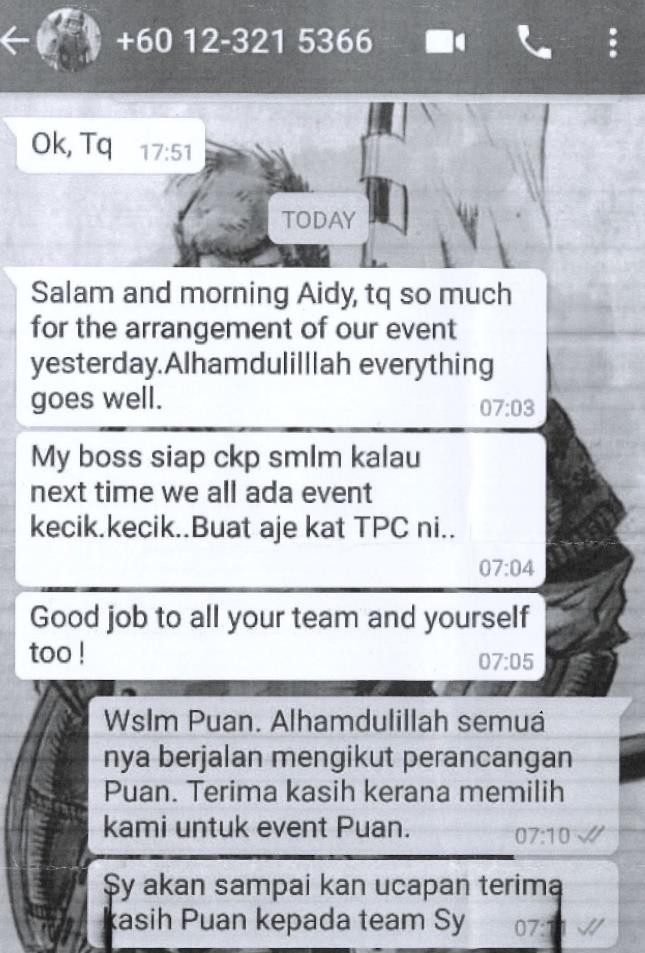 +60 12-321 5366
Ok, Tq 17:51
TODAY
Salam and morning Aidy, tq so much
for the arrangement of our event
yesterday.Alhamdulilllah everything
goes well. 07:03
My boss siap ckp smlm kalau
next time we all ada event
kecik.kecik..Buat aje kat TPC ni..
07:04
Good job to all your team and yourself
too ! 07:05
Wslm Puan. Alhamdulillah semua
nya berjalan mengikut perancangan
Puan. Terima kasih kerana memilih
kami untuk event Puan. 07:10
Sy akan sampai kan ucapan terima
kasih Puan kepada team Sy 07:11